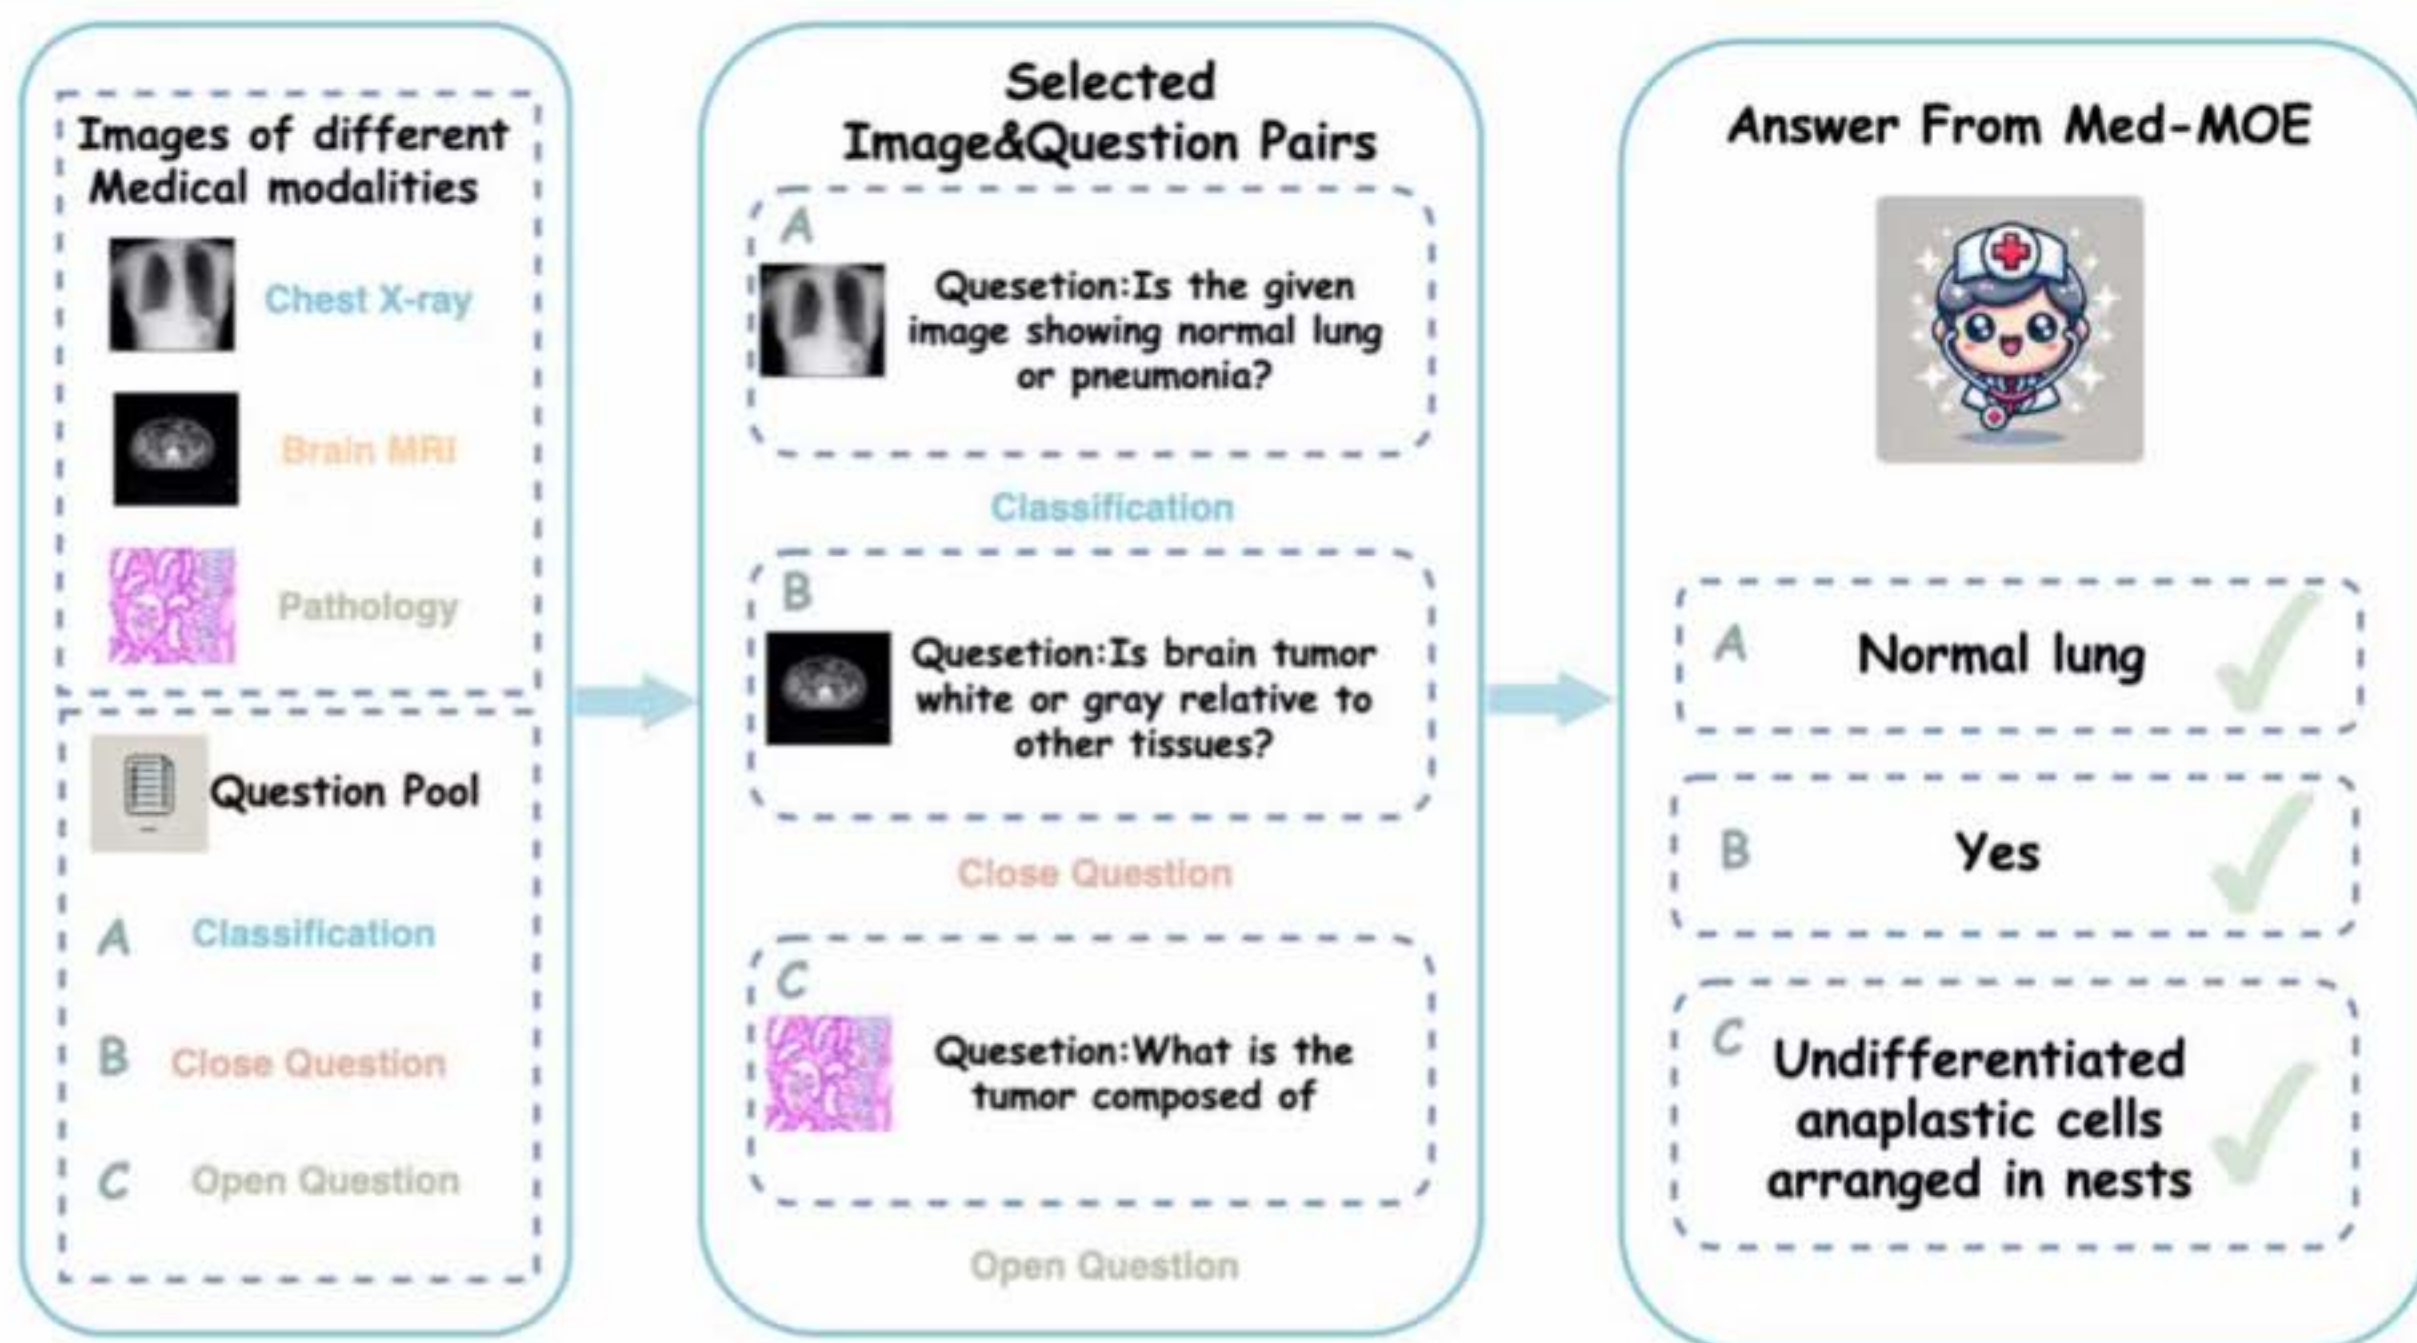 Images of different
Medical modalities
Chest X-ray
Brain MRI
Pathology
Question Pool
A Classification
B Close Question
C Open Question
Selected
Image&Question Pairs
A
Quesetion:Is the given
image showing normal lung
or pneumonia?
Classification
B
Quesetion:Is brain tumor
white or gray relative to
other tissues?
Close Question
C
Quesetion:What is the
tumor composed of
Open Question
Answer From Med-MOE
A Normal lung
B Yes
C Undifferentiated
anaplastic cells
arranged in nests